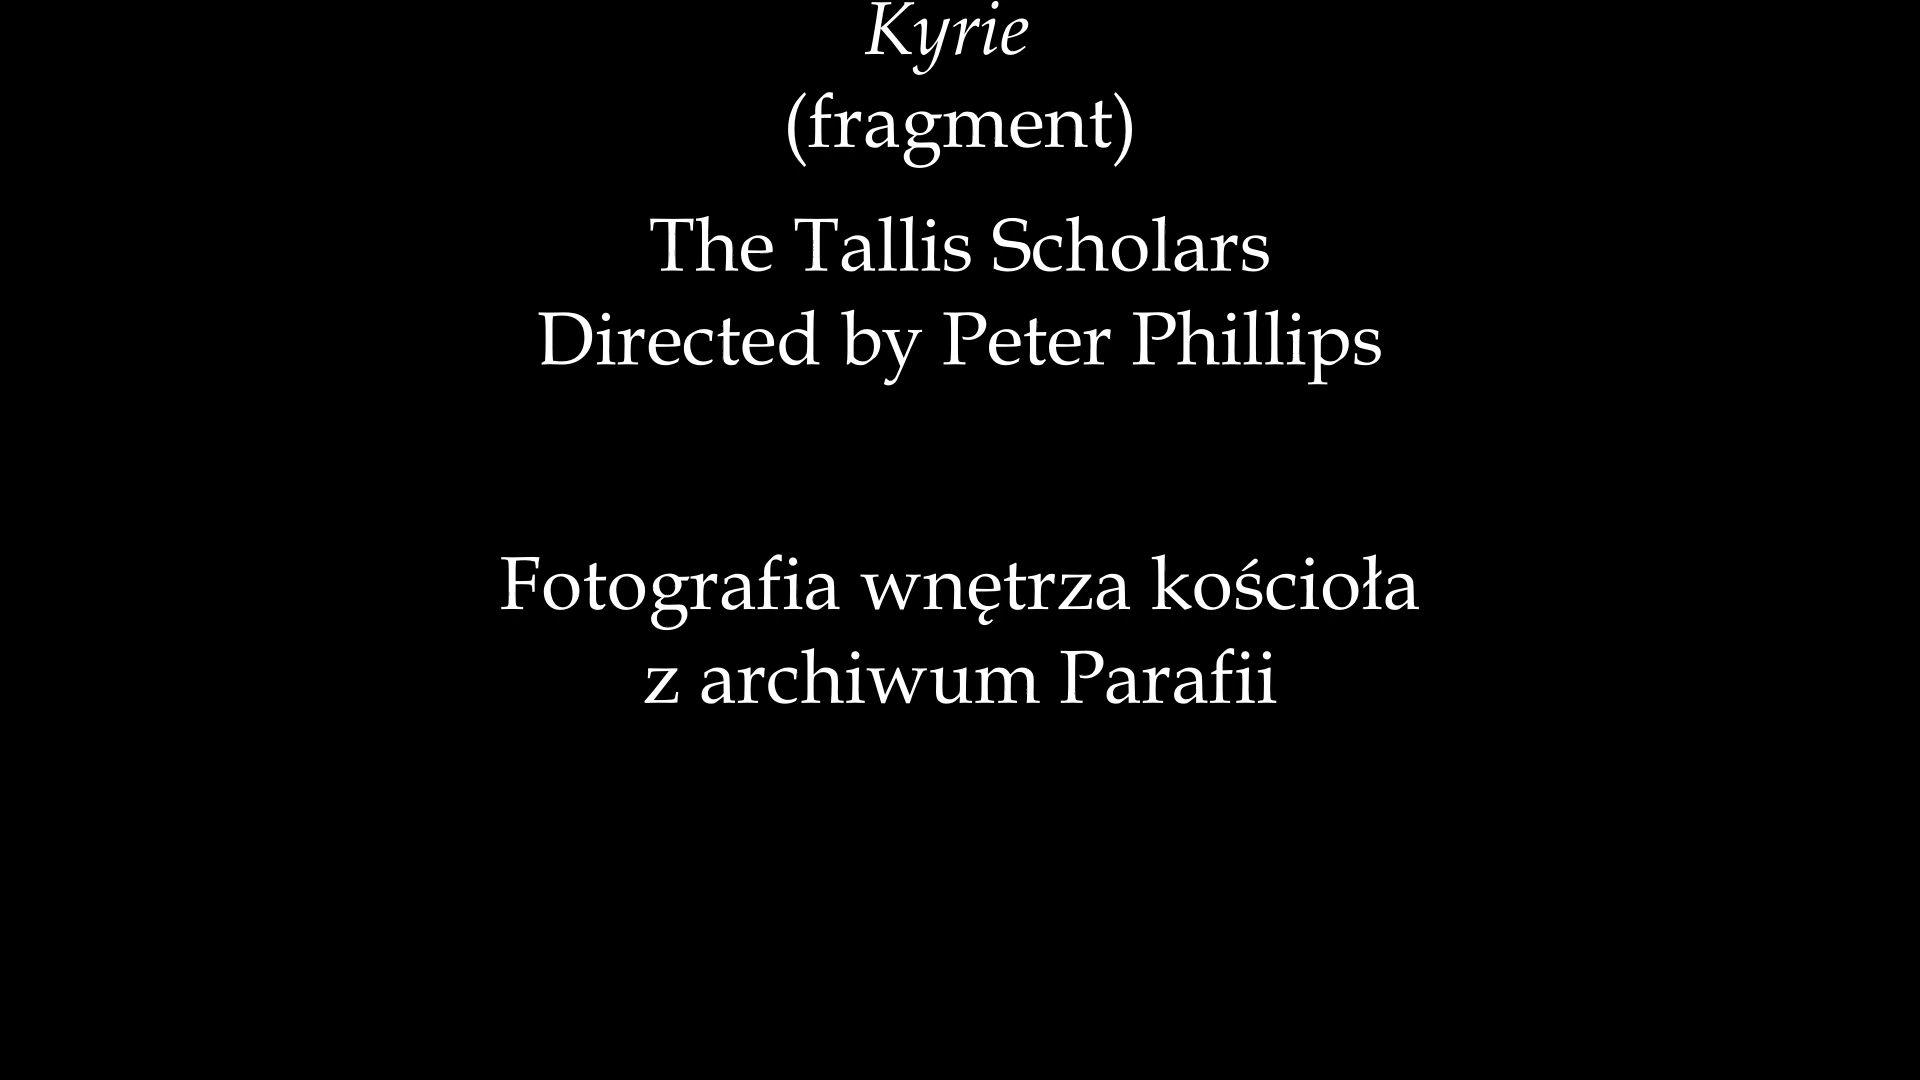 Kyrie
(fragment)
The Tallis Scholars
Directed by Peter Phillips
Fotografia wnętrza kościoła
z archiwum Parafii